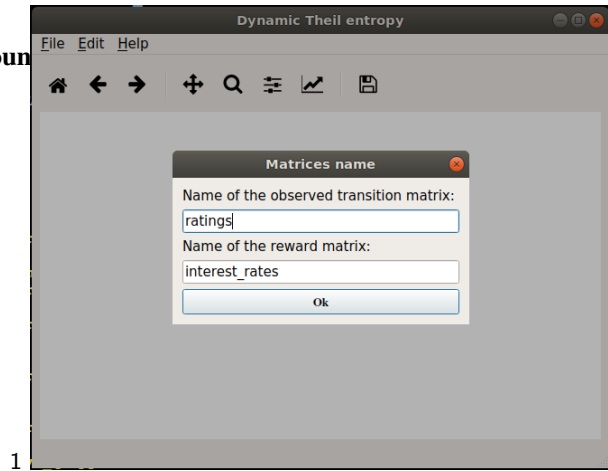 Dynamic Theil entropy
File Edit Help
Matrices name
Name of the observed transition matrix:
ratings
Name of the reward matrix:
interest_rates
Ok
1